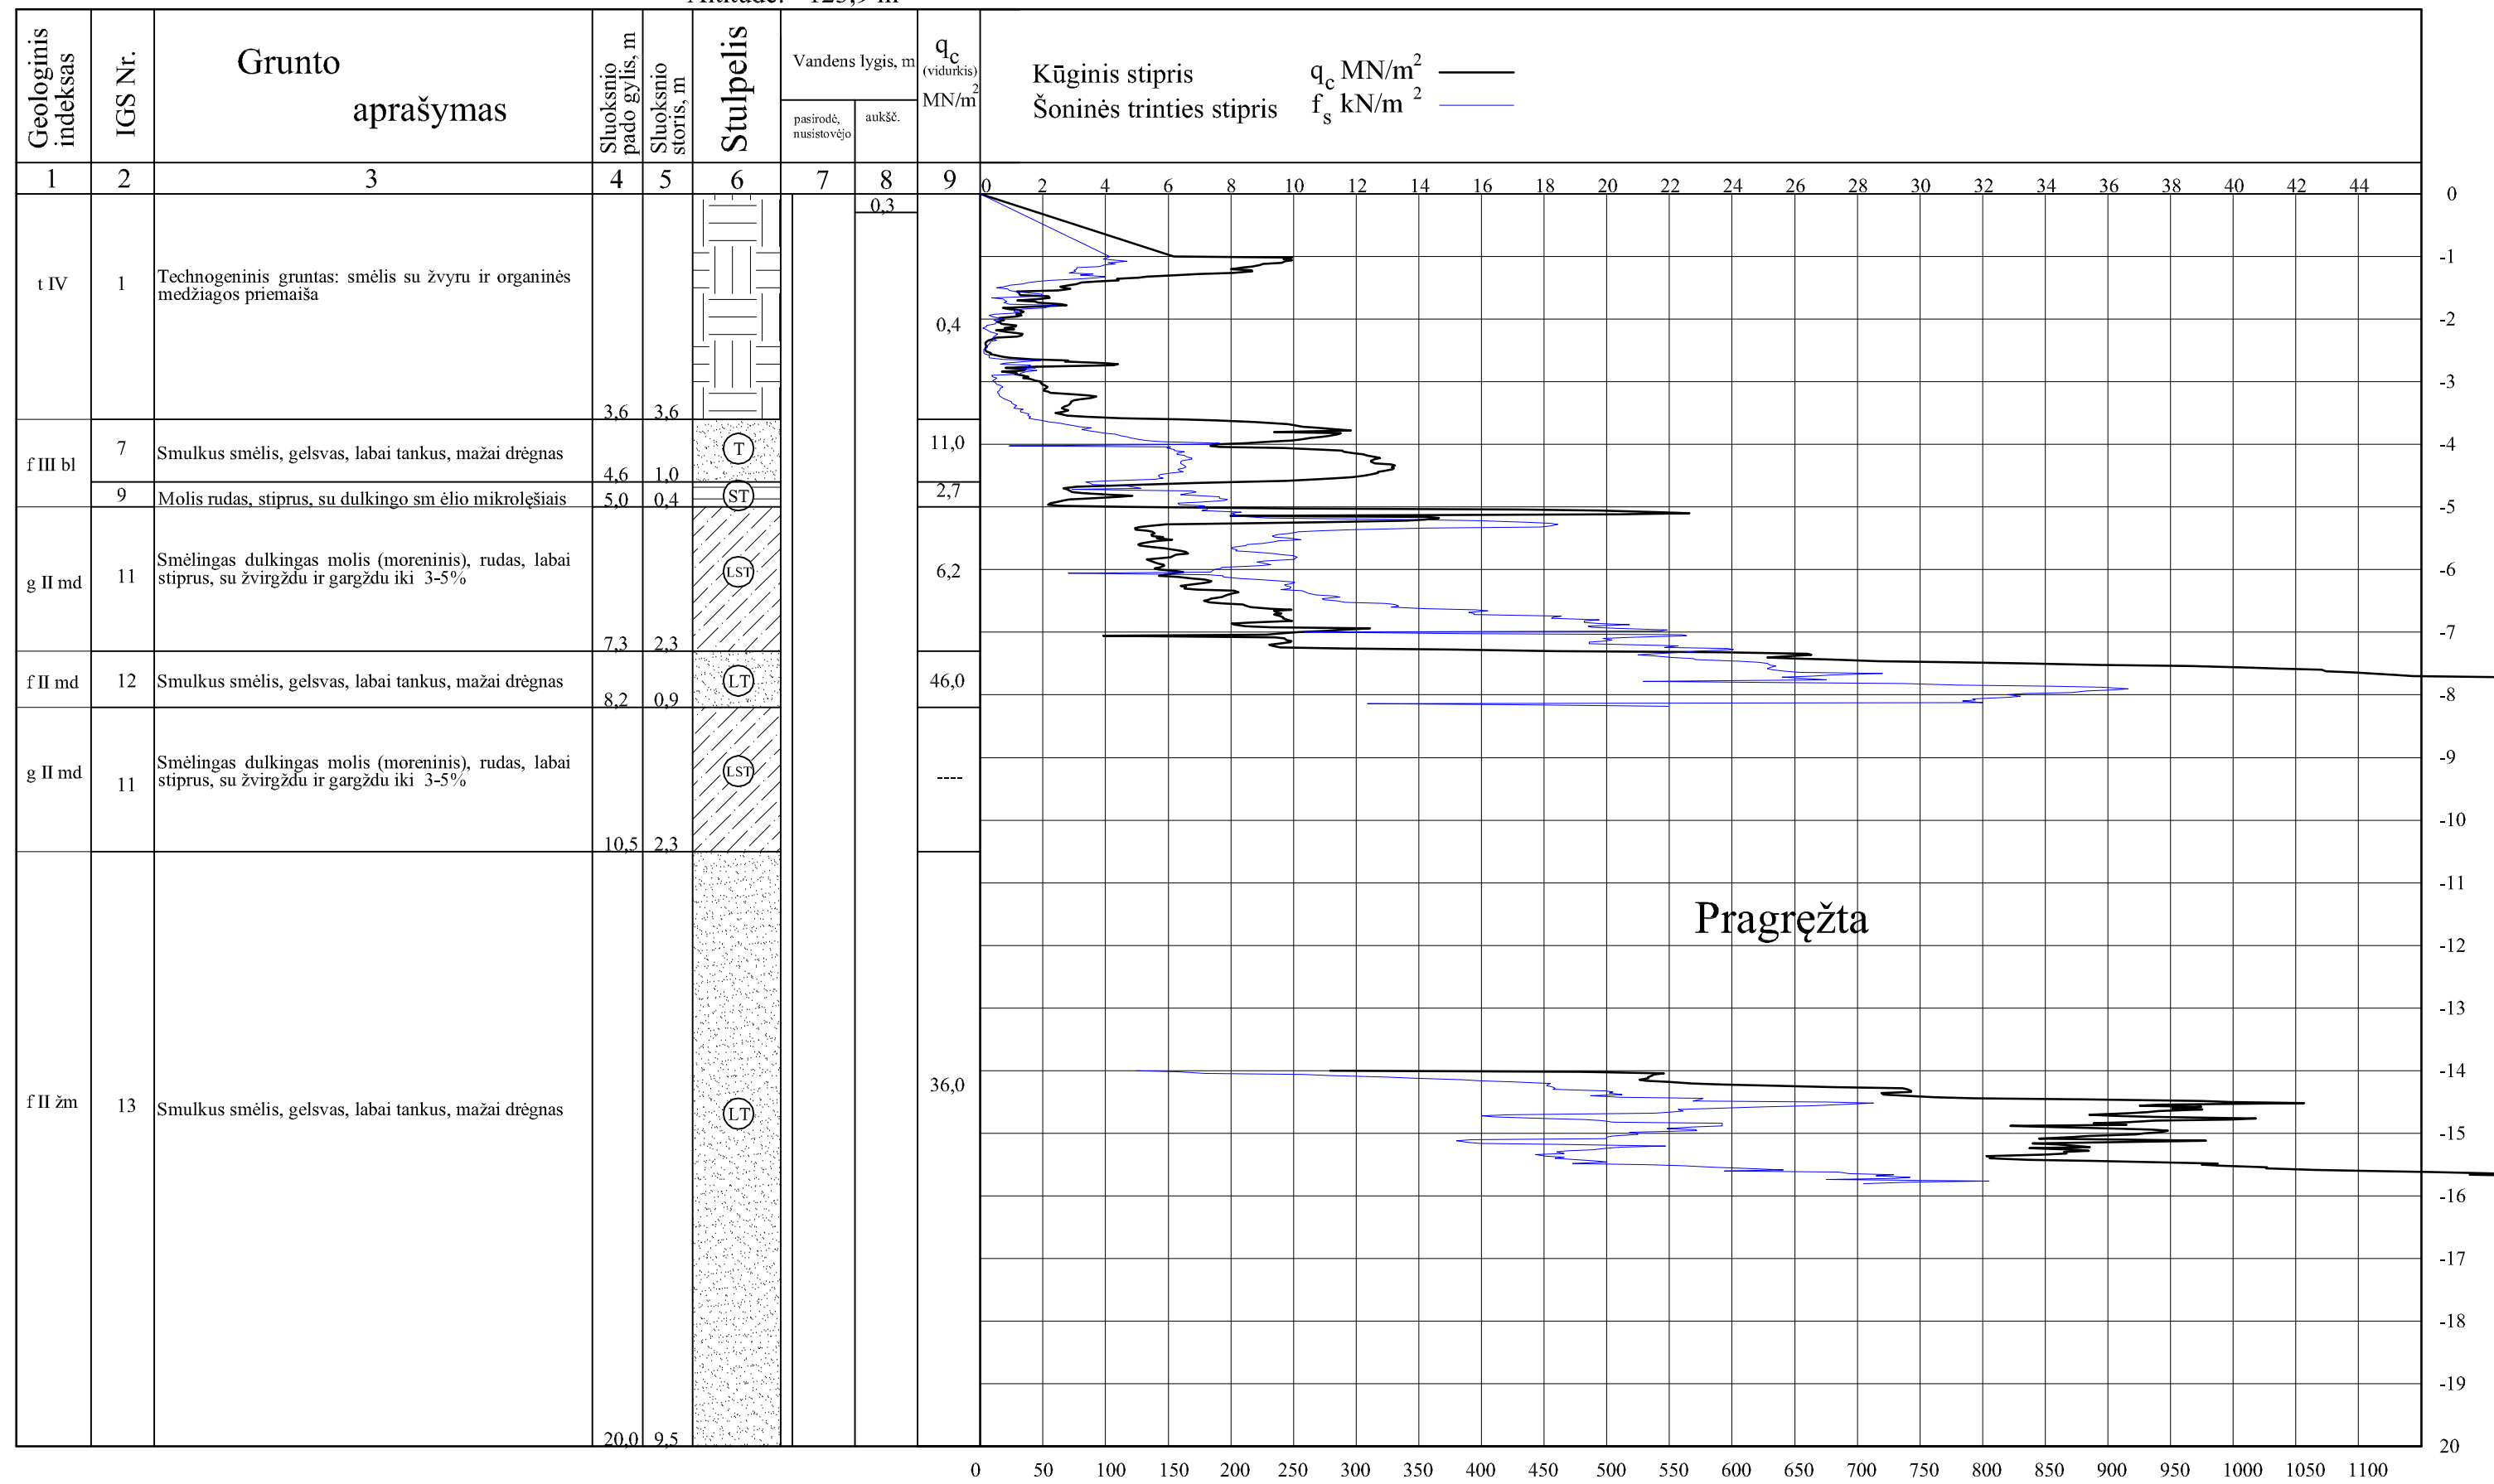 Geologinis indeksas
IGS Nr.
Grunto
aprašymas
Sluoksnio pado gylis, m
Sluoksnio storis, m
Stulpelis
Vandens lygis, m
pasirodė,
nusistovėjo
aukšč.
qc
(vidurkis)
MN/m2
Kūginis stipris qc MN/m2
Šoninės trinties stipris fs kN/m 2
1 2 3 4 5 6 7 8 9
0 2 4 6 8 10 12 14 16 18 20 22 24 26 28 30 32 34 36 38 40 42 44
0
0,3
-1
t IV 1 Technogeninis gruntas: smėlis su žvyru ir organinės
medžiagos priemaiša
0,4
-2
-3
3,6 3,6
f III bl 7 Smulkus smėlis, gelsvas, labai tankus, mažai drėgnas
4,6 1,0
T
11,0
-4
9 Molis rudas, stiprus, su dulkingo sm ėlio mikrolęšiais
5,0 0,4
ST
2,7
-5
g II md 11 Smėlingas dulkingas molis (moreninis), rudas, labai
stiprus, su žvirgždu ir gargždu iki 3-5%
LST
6,2
-6
7,3 2,3
-7
f II md 12 Smulkus smėlis, gelsvas, labai tankus, mažai drėgnas
8,2 0,9
LT
46,0
-8
g II md 11 Smėlingas dulkingas molis (moreninis), rudas, labai
stiprus, su žvirgždu ir gargždu iki 3-5%
LST
----
-9
10,5 2,3
-10
-11
Pragręžta
-12
-13
-14
f II žm 13 Smulkus smėlis, gelsvas, labai tankus, mažai drėgnas
LT
36,0
-15
-16
-17
-18
-19
20,0 9,5
20
0 50 100 150 200 250 300 350 400 450 500 550 600 650 700 750 800 850 900 950 1000 1050 1100